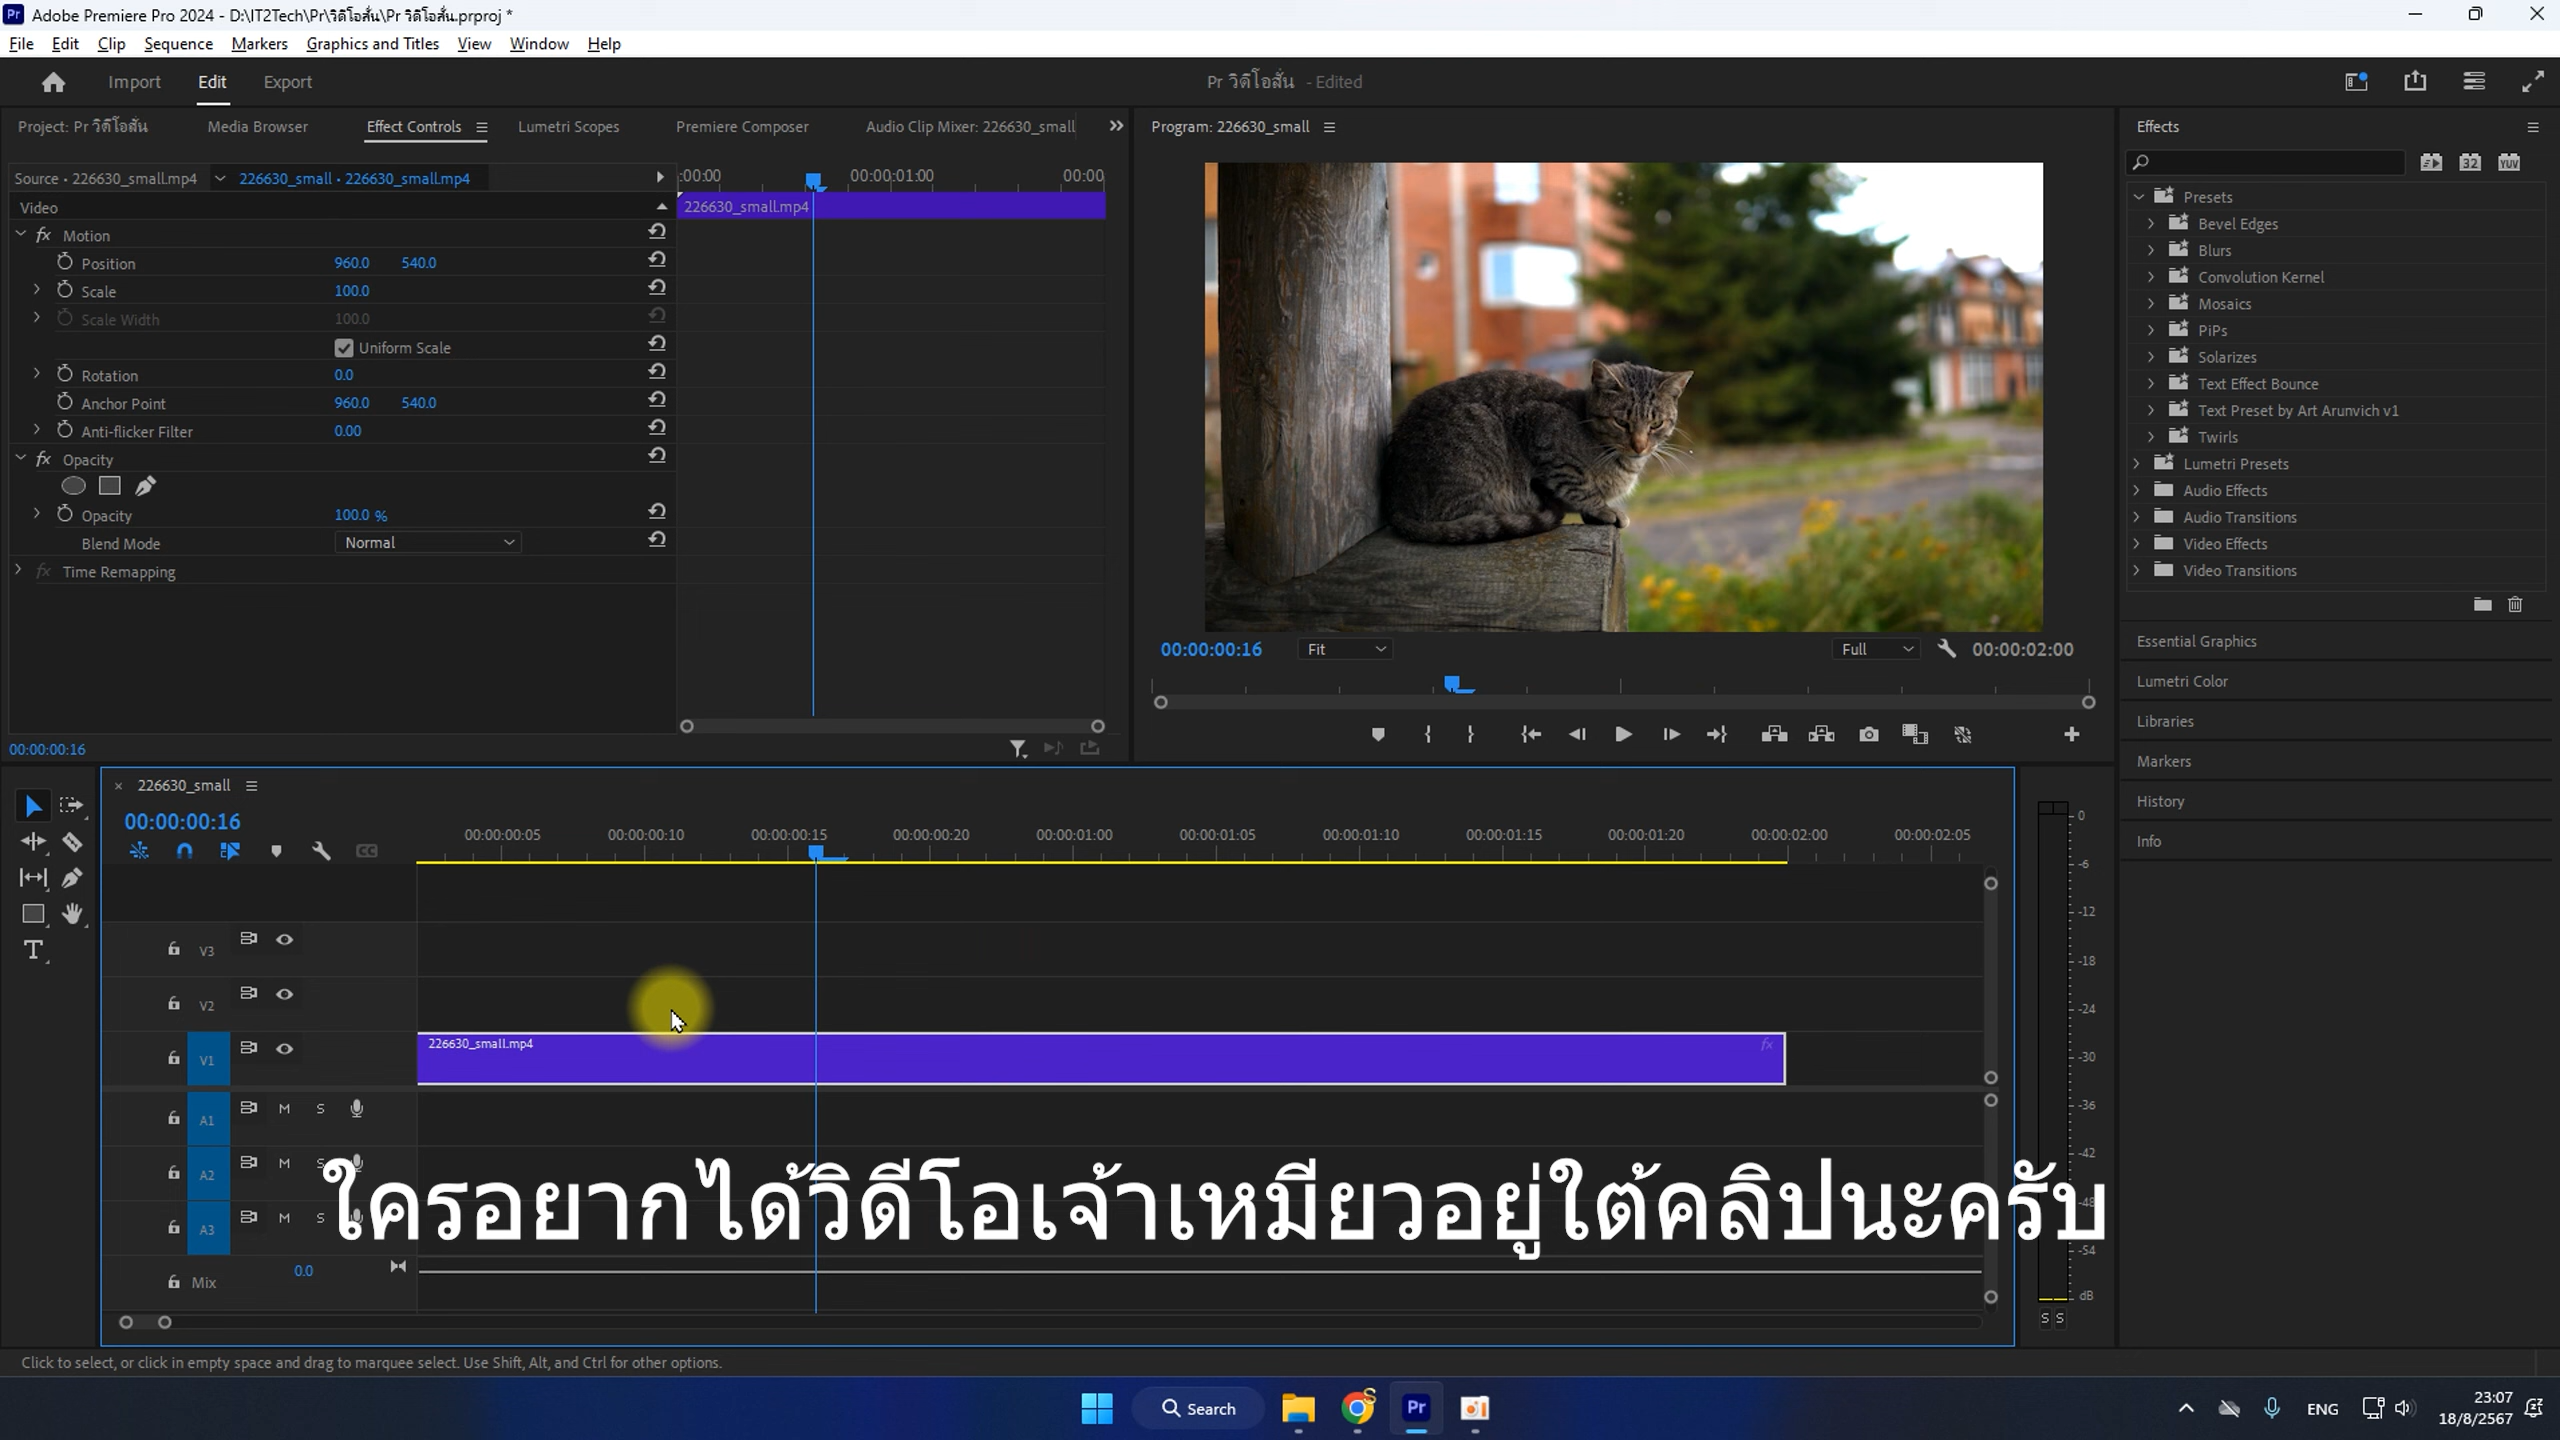 Pr Adobe Premiere Pro 2024 - D:\IT2Tech\Pr\วิดีโอสั่น\Pr วิดีโอสั่น.prproj *
File Edit Clip Sequence Markers Graphics and Titles View Window Help
Import Edit Export
Pr วิดีโอสั่น - Edited
Project: Pr วิดีโอสั่น Media Browser Effect Controls Lumetri Scopes Premiere Composer Audio Clip Mixer: 226630_small
Source • 226630_small.mp4 226630_small • 226630_small.mp4
:00:00 00:00:01:00 00:00
Video
226630_small.mp4
fx Motion
Position 960.0 540.0
Scale 100.0
Scale Width 100.0
Uniform Scale
Rotation 0.0
Anchor Point 960.0 540.0
Anti-flicker Filter 0.00
fx Opacity
Opacity 100.0 %
Blend Mode Normal
fx Time Remapping
00:00:00:16
Program: 226630_small
00:00:00:16 Fit Full 00:00:02:00
Effects
32 YUV
Presets
Bevel Edges
Blurs
Convolution Kernel
Mosaics
PiPs
Solarizes
Text Effect Bounce
Text Preset by Art Arunvich v1
Twirls
Lumetri Presets
Audio Effects
Audio Transitions
Video Effects
Video Transitions
Essential Graphics
Lumetri Color
Libraries
Markers
History
Info
× 226630_small
00:00:00:16
00:00:00:05 00:00:00:10 00:00:00:15 00:00:00:20 00:00:01:00 00:00:01:05 00:00:01:10 00:00:01:15 00:00:01:20 00:00:02:00 00:00:02:05
CC
T
V3
V2
V1
226630_small.mp4 fx
A1 M S
A2 M S
A3 M S
Mix 0.0
0
-6
-12
-18
-24
-30
-36
-42
-48
-54
dB
S S
ใครอยากได้วิดีโอเจ้าเหมียวอยู่ใต้คลิปนะครับ
Click to select, or click in empty space and drag to marquee select. Use Shift, Alt, and Ctrl for other options.
Search
Pr
ENG
23:07
18/8/2567